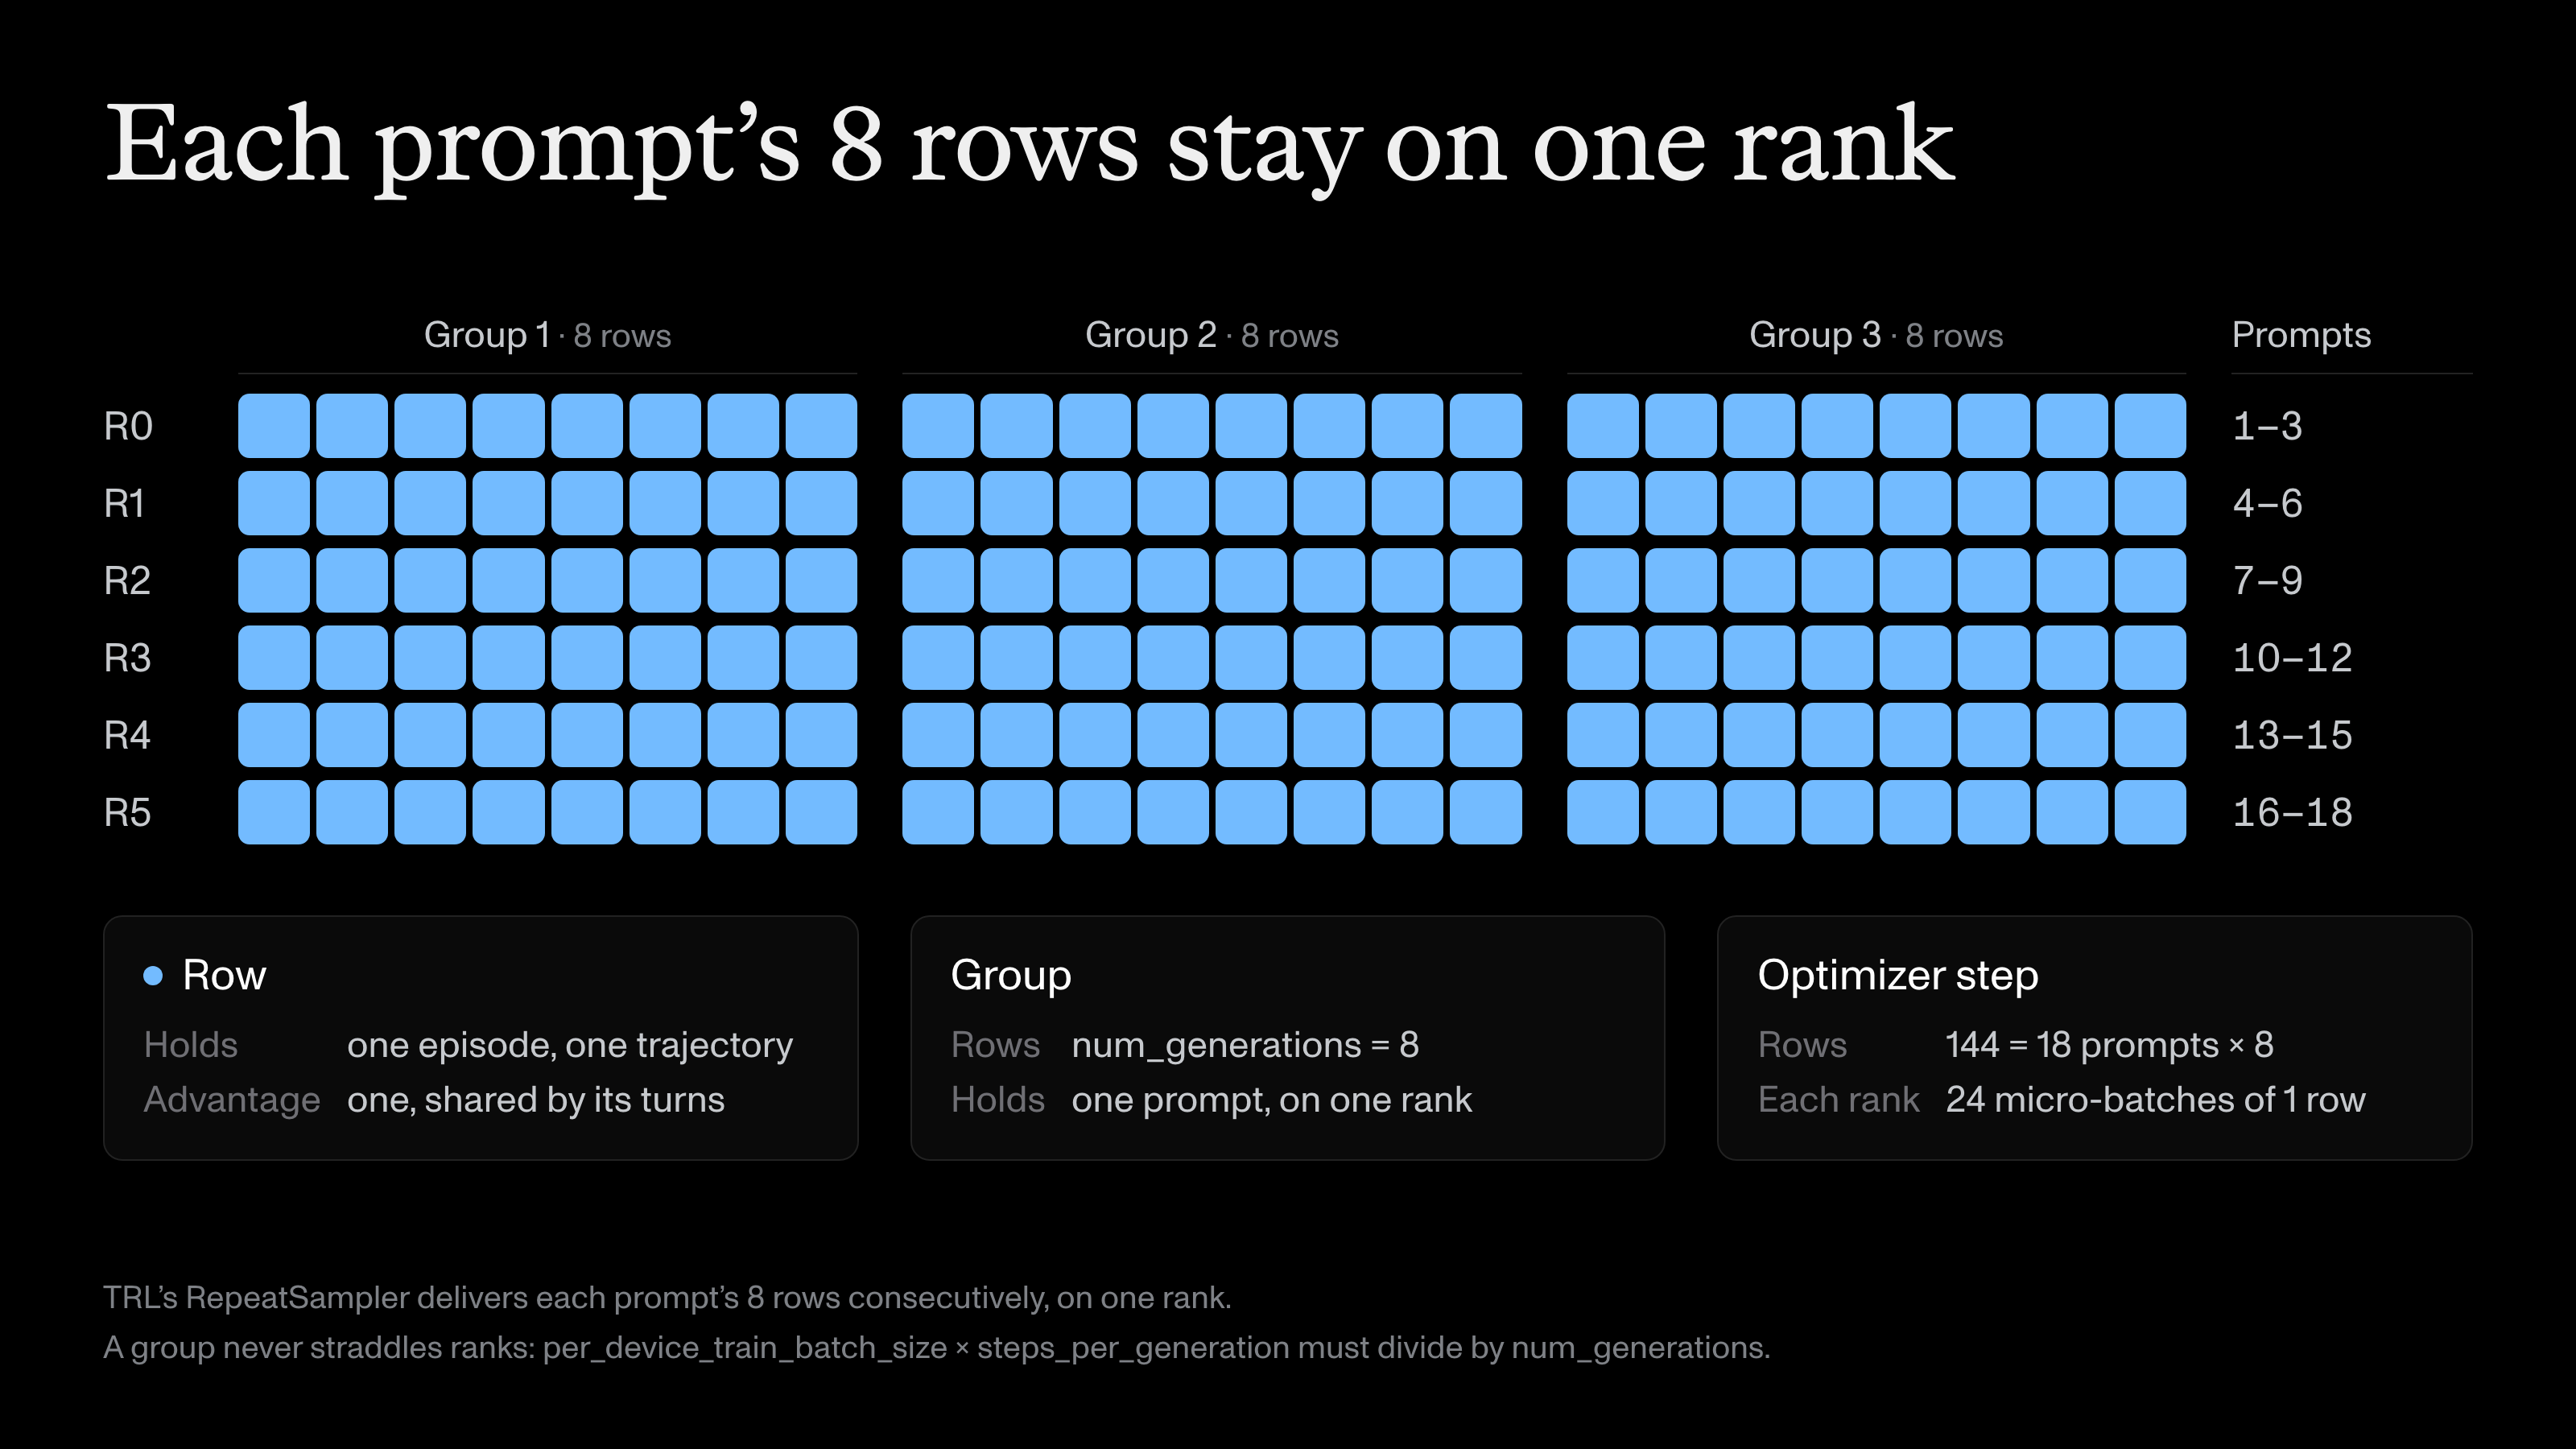 Each prompt’s 8 rows stay on one rank
Group 1 · 8 rows
Group 2 · 8 rows
Group 3 · 8 rows
Prompts
R0
1–3
R1
4–6
R2
7–9
R3
10–12
R4
13–15
R5
16–18
Row
Holds one episode, one trajectory
Advantage one, shared by its turns
Group
Rows num_generations = 8
Holds one prompt, on one rank
Optimizer step
Rows 144 = 18 prompts × 8
Each rank 24 micro-batches of 1 row
TRL’s RepeatSampler delivers each prompt’s 8 rows consecutively, on one rank.
A group never straddles ranks: per_device_train_batch_size × steps_per_generation must divide by num_generations.